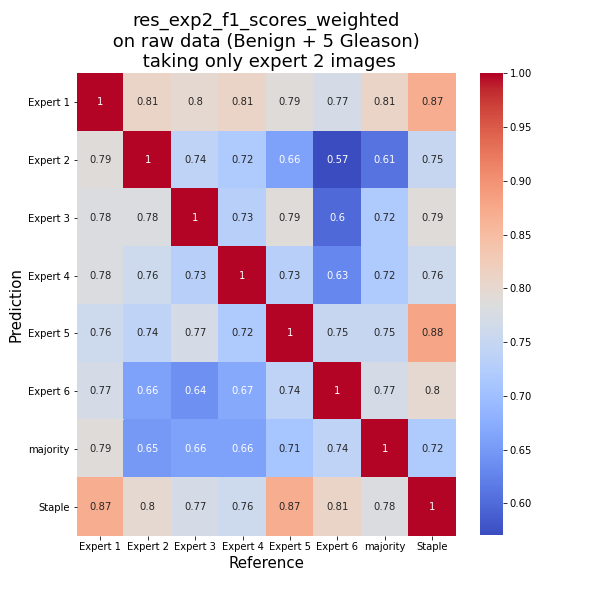 res_exp2_f1_scores_weighted
on raw data (Benign + 5 Gleason)
taking only expert 2 images
Prediction
Expert 1 1 0.81 0.8 0.81 0.79 0.77 0.81 0.87
Expert 2 0.79 1 0.74 0.72 0.66 0.57 0.61 0.75
Expert 3 0.78 0.78 1 0.73 0.79 0.6 0.72 0.79
Expert 4 0.78 0.76 0.73 1 0.73 0.63 0.72 0.76
Expert 5 0.76 0.74 0.77 0.72 1 0.75 0.75 0.88
Expert 6 0.77 0.66 0.64 0.67 0.74 1 0.77 0.8
majority 0.79 0.65 0.66 0.66 0.71 0.74 1 0.72
Staple 0.87 0.8 0.77 0.76 0.87 0.81 0.78 1
Expert 1 Expert 2 Expert 3 Expert 4 Expert 5 Expert 6 majority Staple
Reference
1.00
0.95
0.90
0.85
0.80
0.75
0.70
0.65
0.60